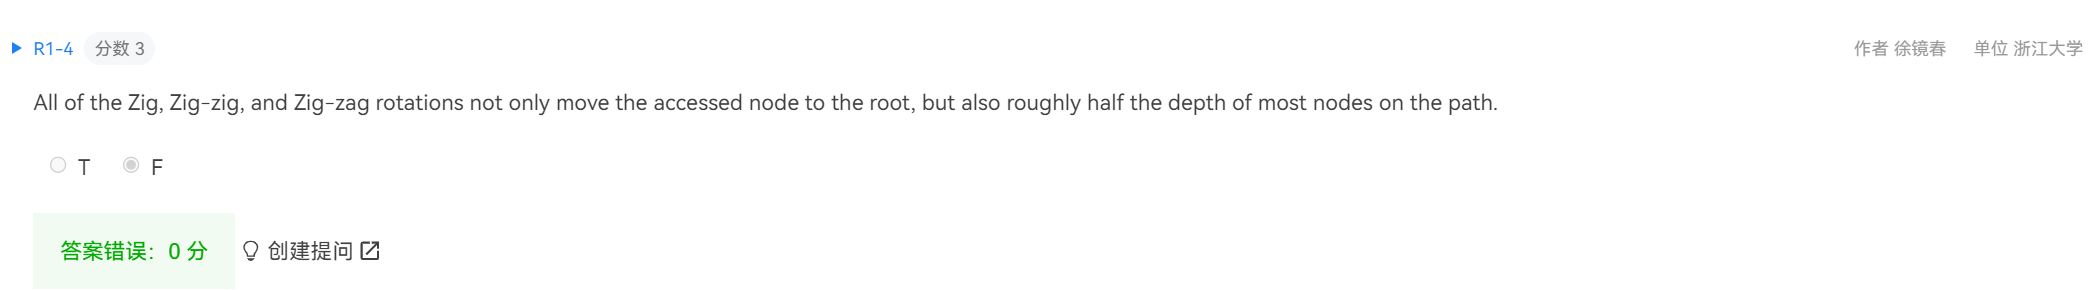 R1-4 分数 3 作者 徐镜春 单位 浙江大学
All of the Zig, Zig-zig, and Zig-zag rotations not only move the accessed node to the root, but also roughly half the depth of most nodes on the path.
T F
答案错误：0 分 创建提问